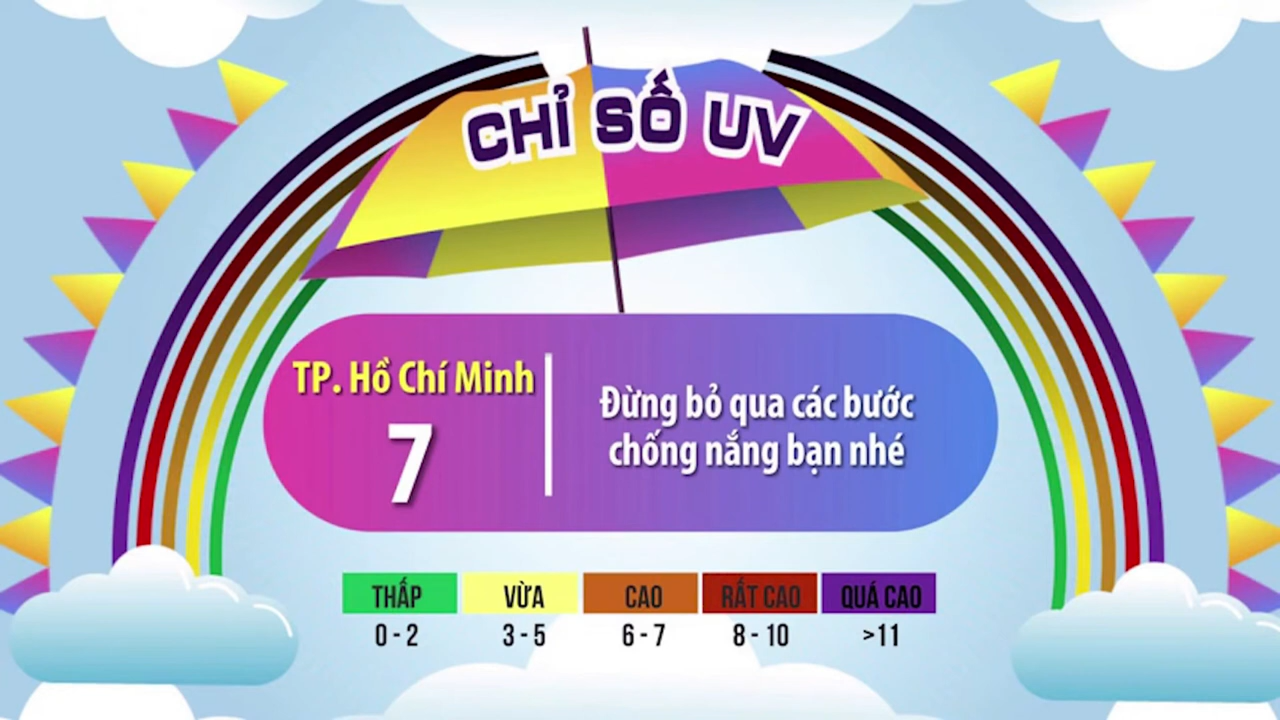 CHỈ SỐ UV
TP. Hồ Chí Minh
7
Đừng bỏ qua các bước
chống nắng bạn nhé
THẤP
VỪA
CAO
RẤT CAO
QUÁ CAO
0 - 2
3 - 5
6 - 7
8 - 10
>11